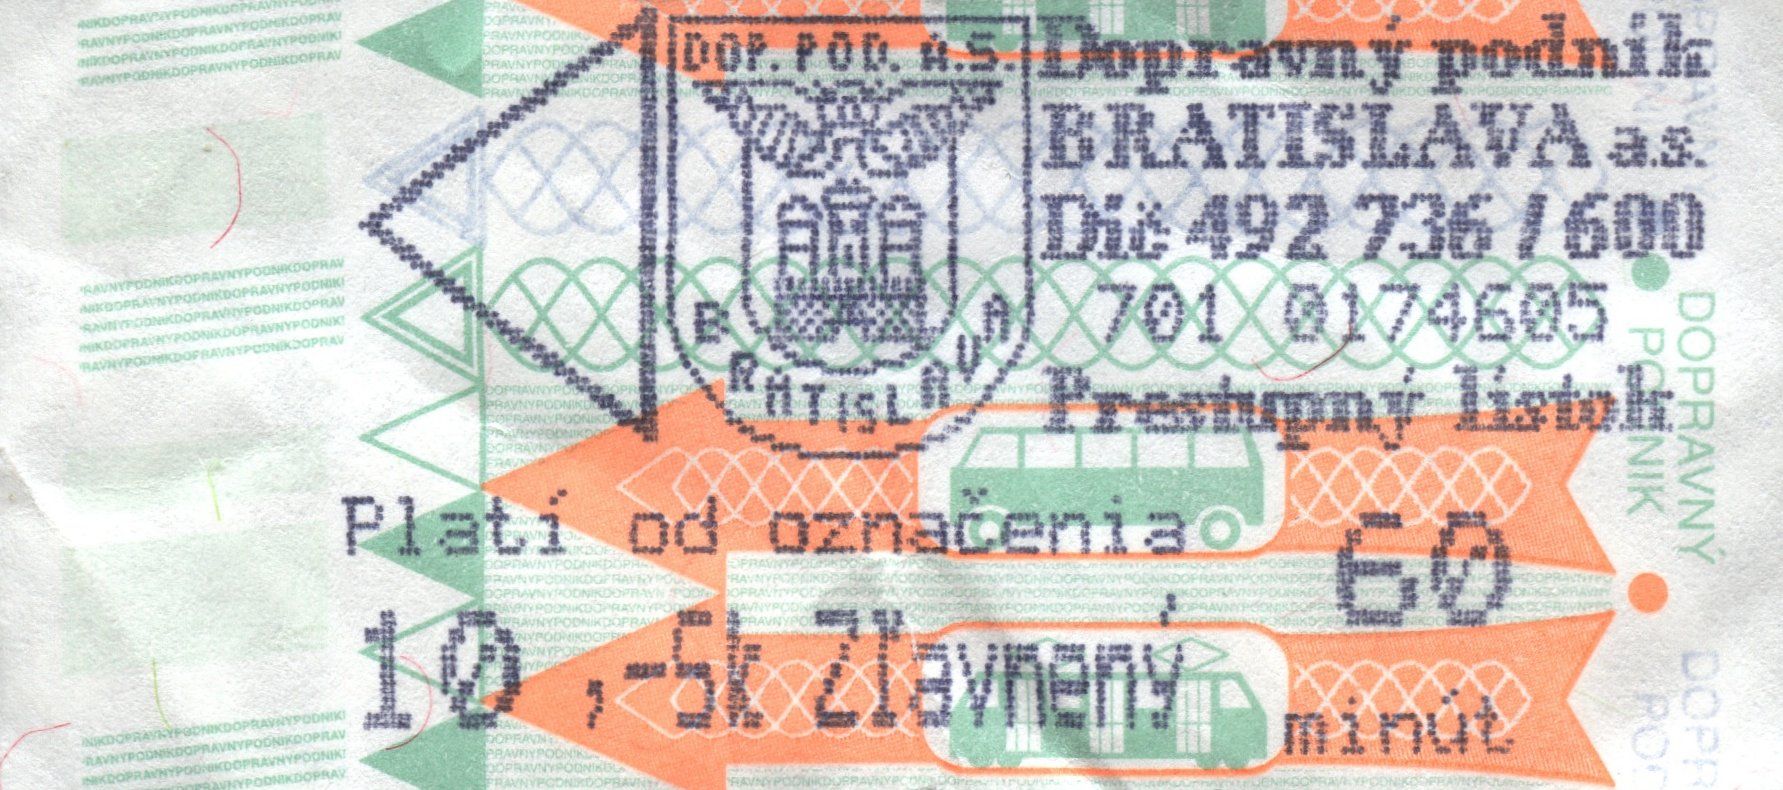 DOP. POD. A.S.
BRATISLAVA
Dopravný podnik
BRATISLAVA a.s.
Dič 492 736 / 600
701 0174605
Prestupný lístok
Platí od označenia 60
10,-Sk Zľavnený minút
DOPRAVNÝ
PODNIK